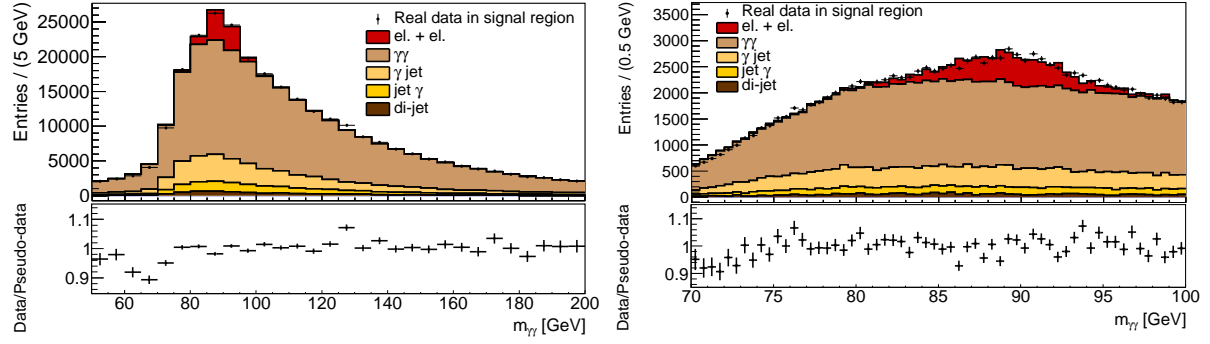 Entries / (5 GeV)
25000
20000
15000
10000
5000
0
Real data in signal region
el. + el.
γγ
γ jet
jet γ
di-jet
Data/Pseudo-data
1.1
1
0.9
60 80 100 120 140 160 180 200
m_γγ [GeV]
Entries / (0.5 GeV)
3500
3000
2500
2000
1500
1000
500
0
Real data in signal region
el. + el.
γγ
γ jet
jet γ
di-jet
Data/Pseudo-data
1.1
1
0.9
70 75 80 85 90 95 100
m_γγ [GeV]